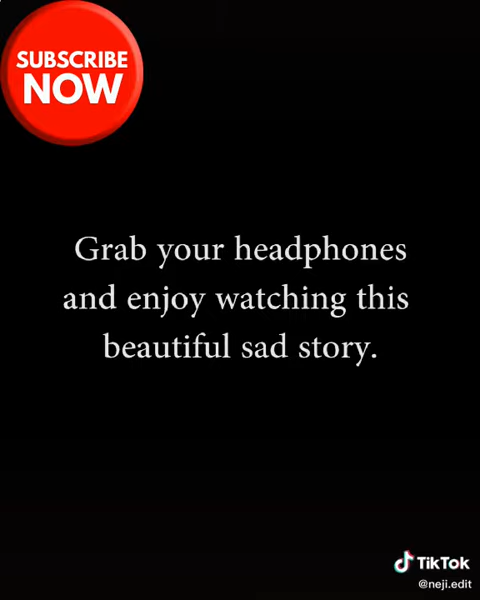 SUBSCRIBE
NOW
Grab your headphones
and enjoy watching this
beautiful sad story.
TikTok
@neji.edit